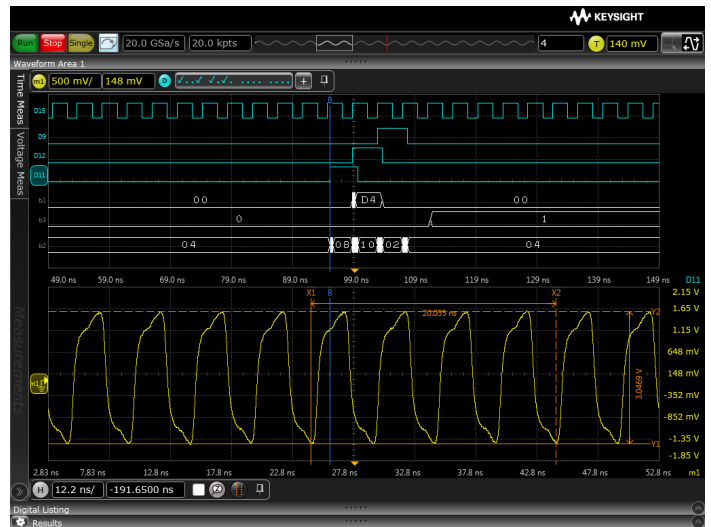 KEYSIGHT
Run Stop Single 20.0 GSa/s 20.0 kpts 4 T 140 mV
Waveform Area 1
Time Meas
Voltage Meas
Measurements
m1 500 mV/ 148 mV D +
B
D15
D9
D12
D11
b1 00 D4 00
b3 0 1
b2 04 08 10 02 04
49.0 ns 59.0 ns 69.0 ns 79.0 ns 89.0 ns 99.0 ns 109 ns 119 ns 129 ns 139 ns 149 ns D11
X1 B X2
2.15 V
1.65 V
1.15 V
648 mV
148 mV
-352 mV
-852 mV
-1.35 V
-1.85 V
Y2
20.055 ns
3.0469 V
m1
Y1
2.83 ns 7.83 ns 12.8 ns 17.8 ns 22.8 ns 27.8 ns 32.8 ns 37.8 ns 42.8 ns 47.8 ns 52.8 ns m1
H 12.2 ns/ -191.6500 ns
Digital Listing
Results